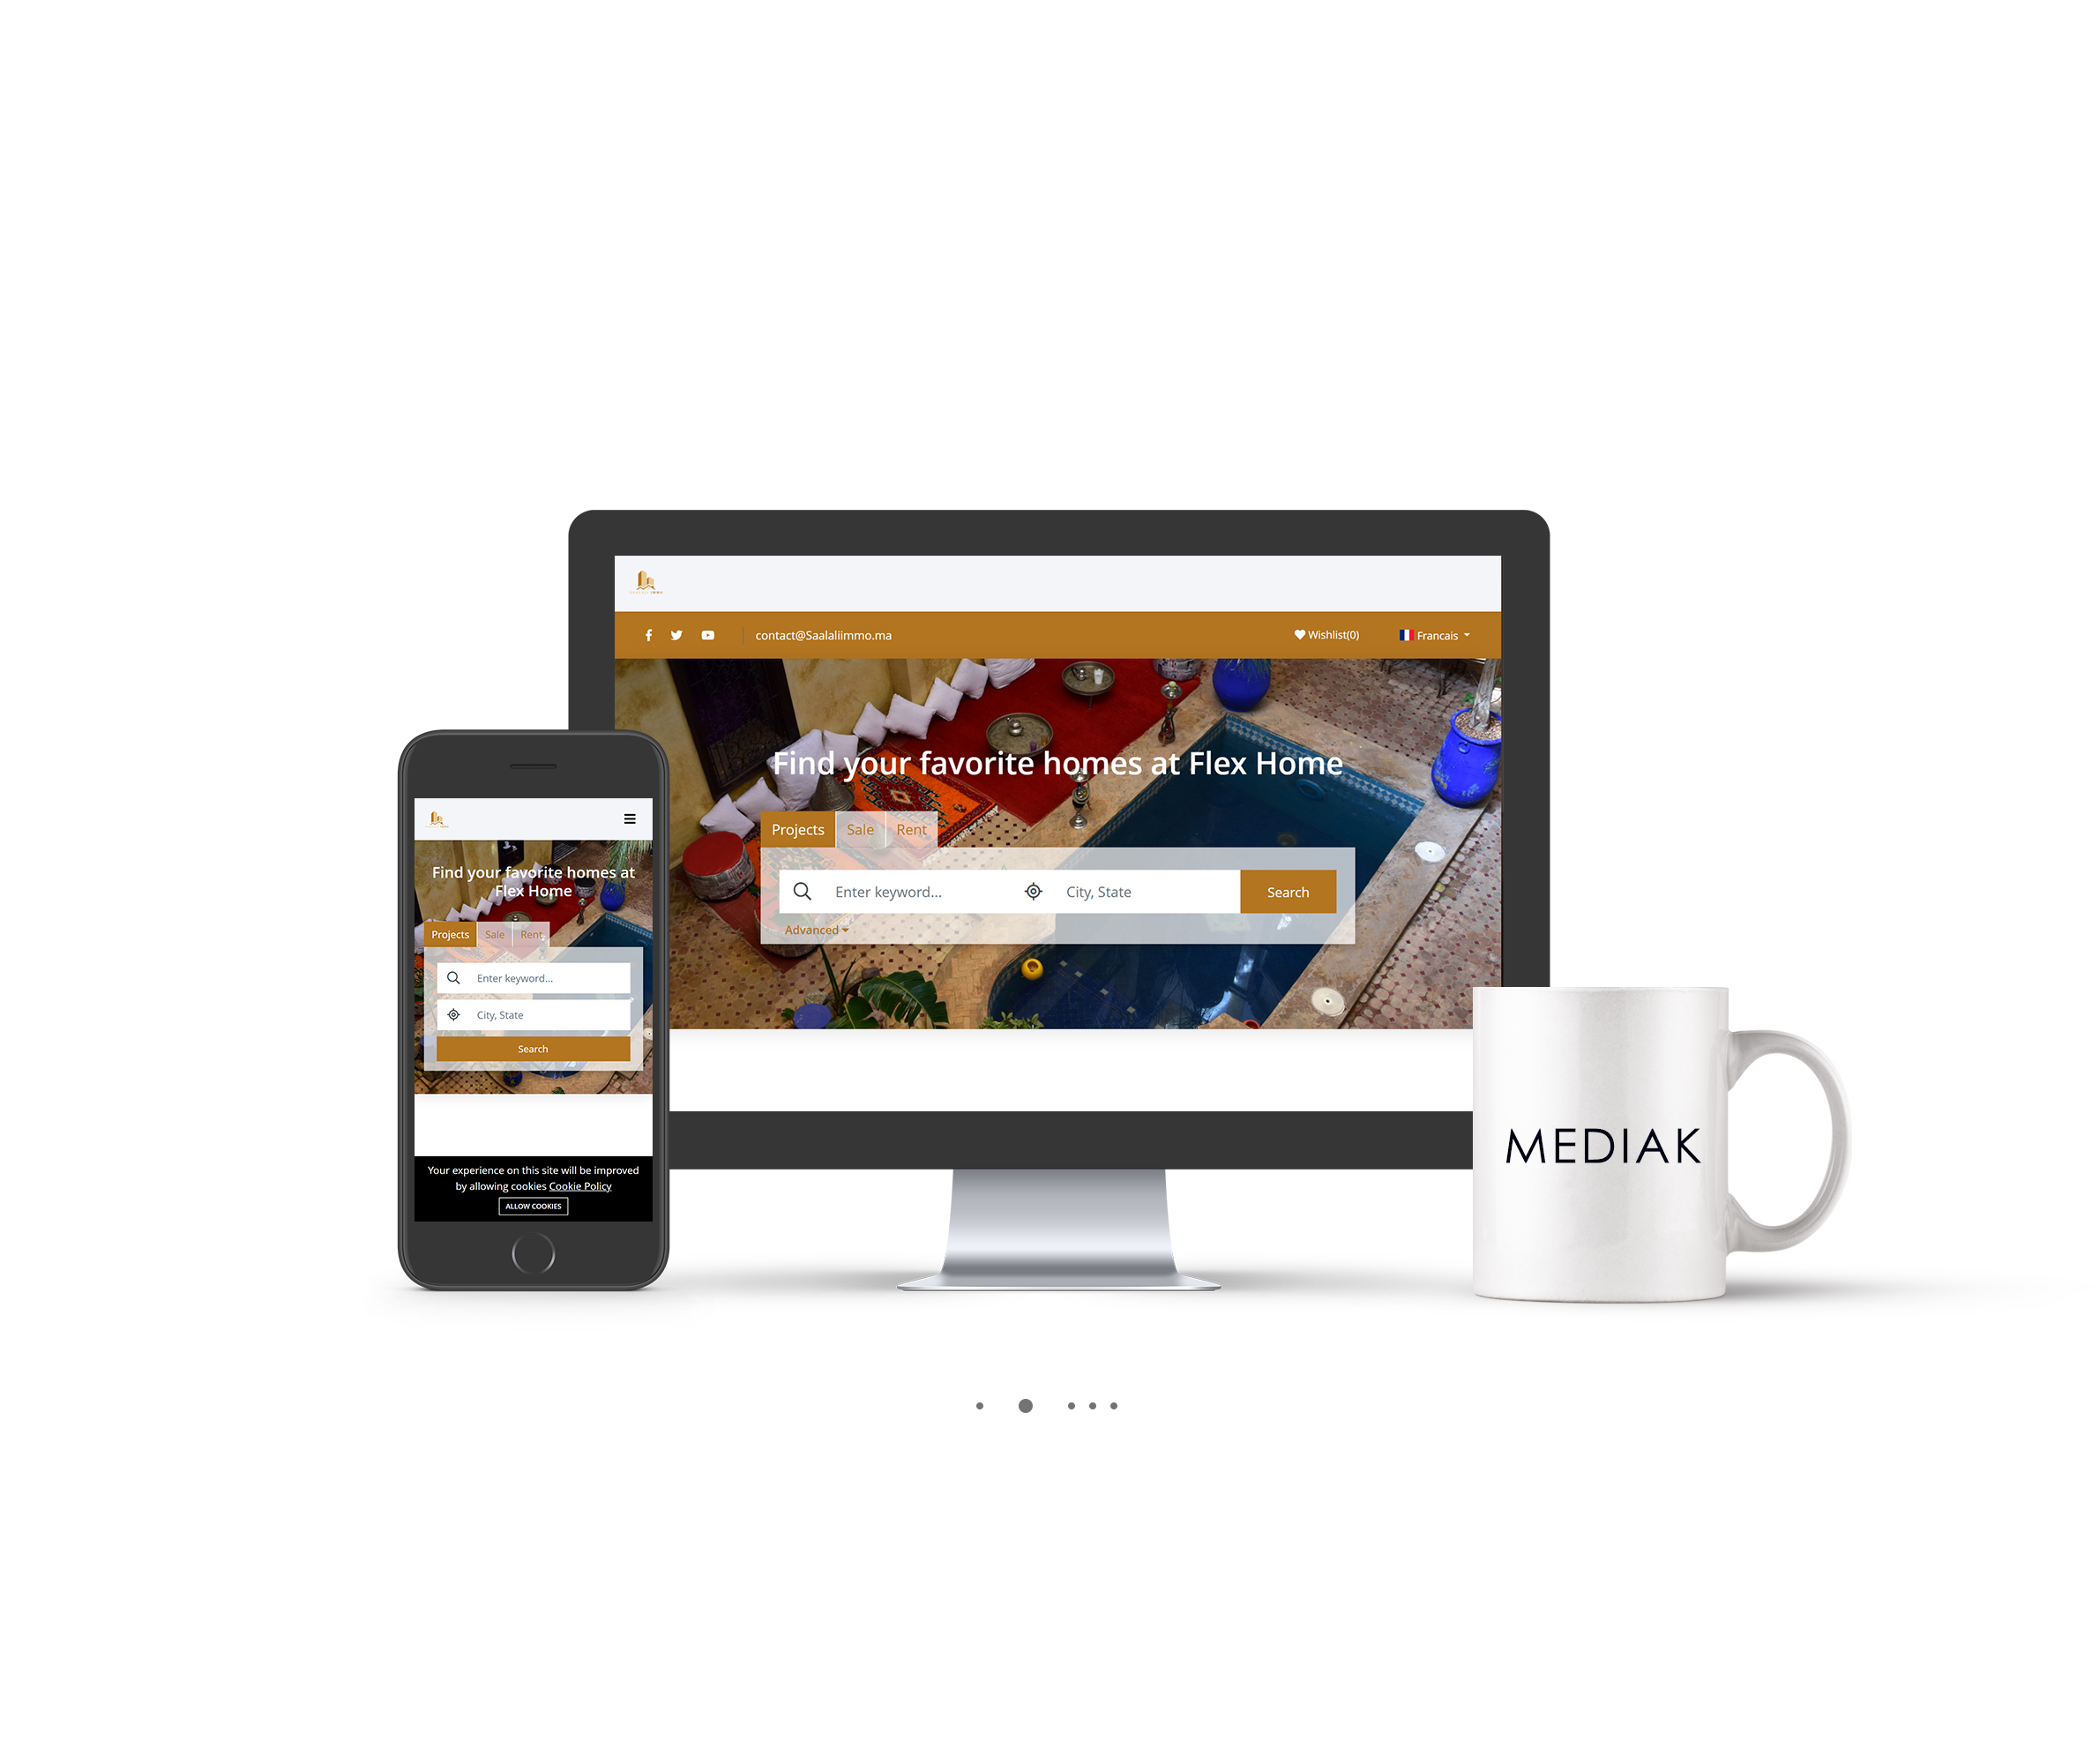 contact@Saalaliimmo.ma
Wishlist(0)
Francais
Find your favorite homes at Flex Home
Projects
Sale
Rent
Enter keyword...
City, State
Search
Advanced
Find your favorite homes at
Flex Home
Projects
Sale
Rent
Enter keyword...
City, State
Search
Your experience on this site will be improved
by allowing cookies Cookie Policy
ALLOW COOKIES
MEDIAK